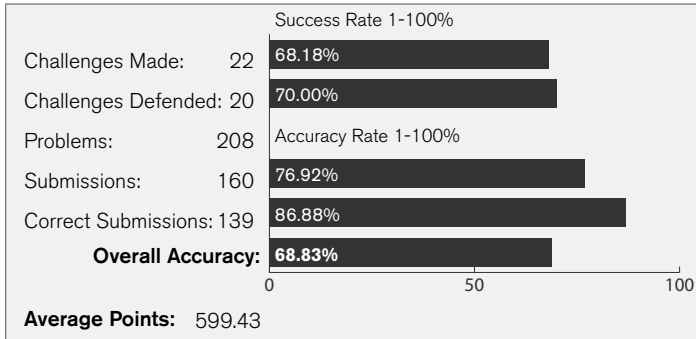 Success Rate 1-100%
Challenges Made: 22 68.18%
Challenges Defended: 20 70.00%
Problems: 208 Accuracy Rate 1-100%
Submissions: 160 76.92%
Correct Submissions: 139 86.88%
Overall Accuracy: 68.83%
0 50 100
Average Points: 599.43